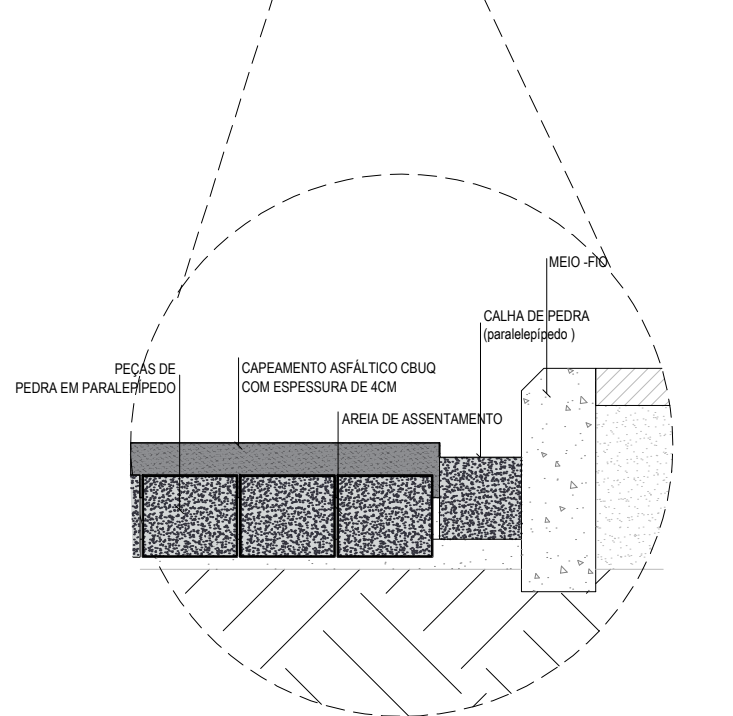 MEIO -FIO
CALHA DE PEDRA
(paralelepípedo )
PEÇAS DE
PEDRA EM PARALEPÍPEDO
CAPEAMENTO ASFÁLTICO CBUQ
COM ESPESSURA DE 4CM
AREIA DE ASSENTAMENTO